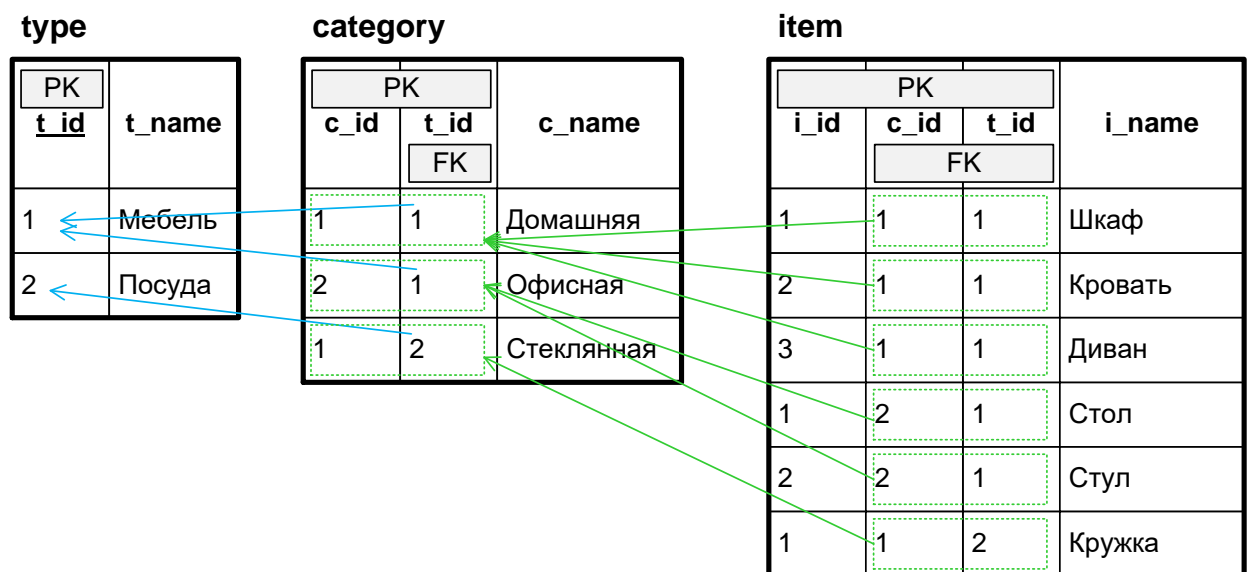 type category item
PK PK PK
t_id t_name c_id t_id c_name i_id c_id t_id i_name
FK FK
1 Мебель 1 1 Домашняя 1 1 1 Шкаф
2 Посуда 2 1 Офисная 2 1 1 Кровать
1 2 Стеклянная 3 1 1 Диван
1 2 1 Стол
2 2 1 Стул
1 1 2 Кружка